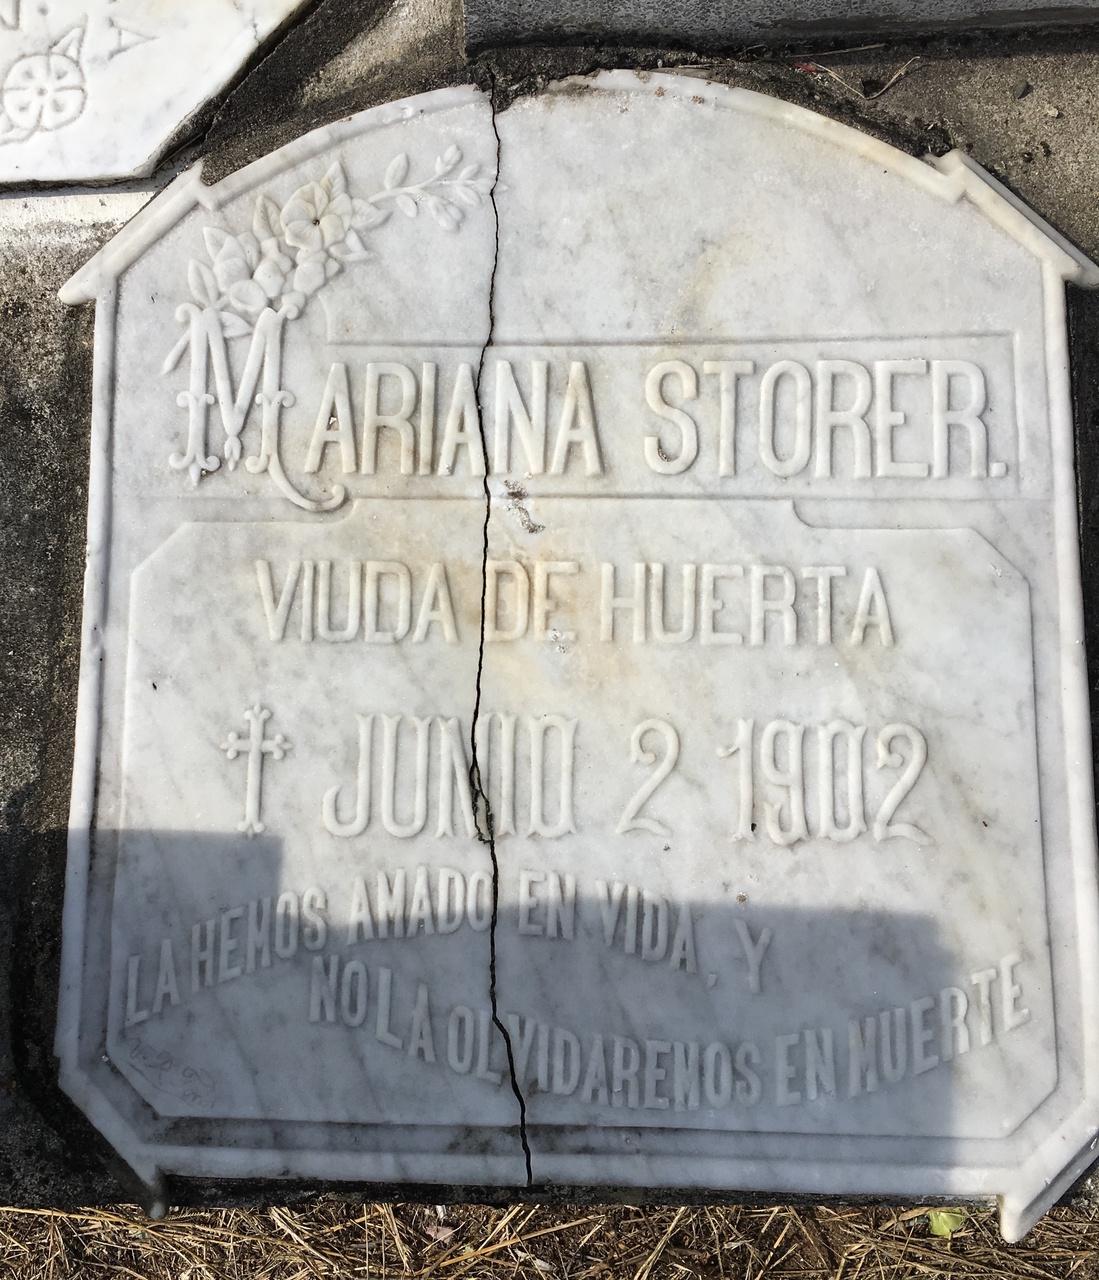 MARIANA STORER.
VIUDA DE HUERTA
† JUNIO 2 1902
LA HEMOS AMADO EN VIDA, Y
NO LA OLVIDAREMOS EN MUERTE